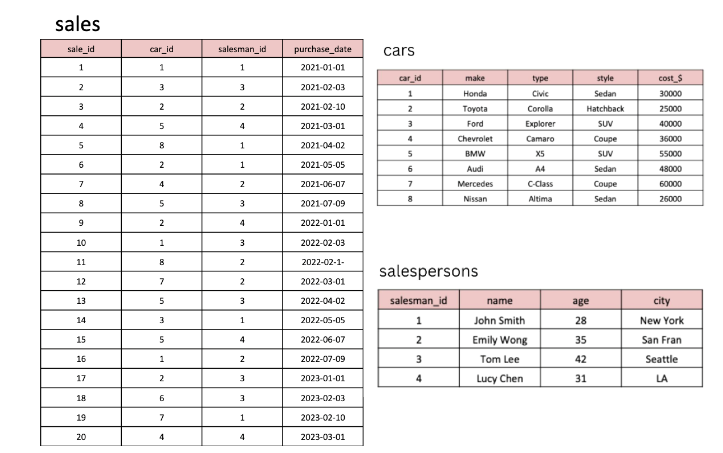 sales
sale_id car_id salesman_id purchase_date
1 1 1 2021-01-01
2 3 3 2021-02-03
3 2 2 2021-02-10
4 5 4 2021-03-01
5 8 1 2021-04-02
6 2 1 2021-05-05
7 4 2 2021-06-07
8 5 3 2021-07-09
9 2 4 2022-01-01
10 1 3 2022-02-03
11 8 2 2022-02-1-
12 7 2 2022-03-01
13 5 3 2022-04-02
14 3 1 2022-05-05
15 5 4 2022-06-07
16 1 2 2022-07-09
17 2 3 2023-01-01
18 6 3 2023-02-03
19 7 1 2023-02-10
20 4 4 2023-03-01
cars
car_id make type style cost_$
1 Honda Civic Sedan 30000
2 Toyota Corolla Hatchback 25000
3 Ford Explorer SUV 40000
4 Chevrolet Camaro Coupe 36000
5 BMW X5 SUV 55000
6 Audi A4 Sedan 48000
7 Mercedes C-Class Coupe 60000
8 Nissan Altima Sedan 26000
salespersons
salesman_id name age city
1 John Smith 28 New York
2 Emily Wong 35 San Fran
3 Tom Lee 42 Seattle
4 Lucy Chen 31 LA